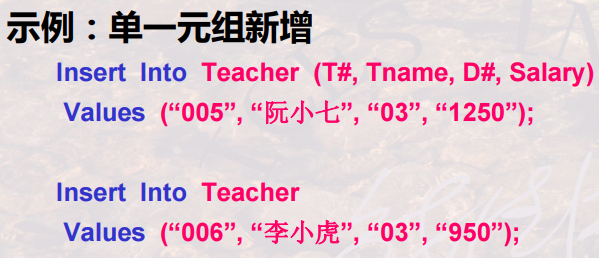 示例：单一元组新增
Insert Into Teacher (T#, Tname, D#, Salary)
Values (“005”, “阮小七”, “03”, “1250”);
Insert Into Teacher
Values (“006”, “李小虎”, “03”, “950”);